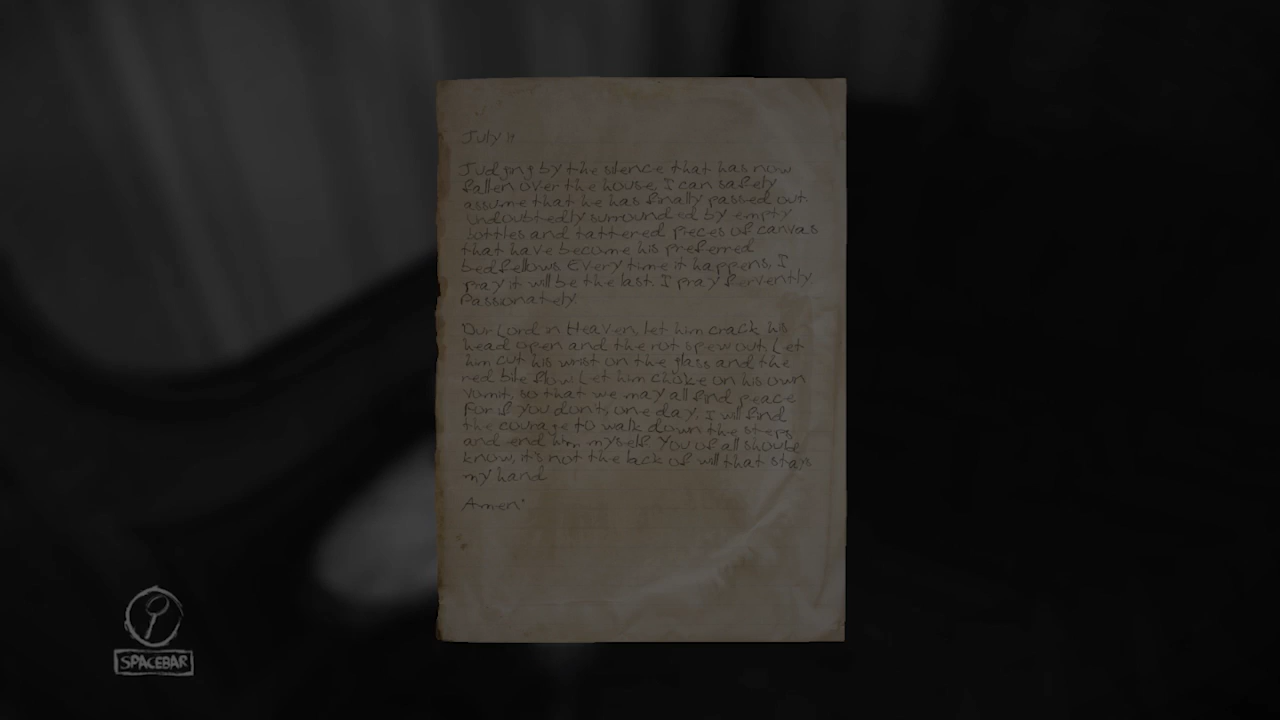 July 19
Judging by the silence that has now
fallen over the house, I can safely
assume that he has finally passed out.
Undoubtedly surrounded by empty
bottles and tattered pieces of canvas
that have become his preferred
bedfellows. Every time it happens, I
pray it will be the last. I pray fervently.
Passionately.
Our Lord in Heaven, let him crack his
head open and the rot spew out. Let
him cut his wrist on the glass and the
red bile flow. Let him choke on his own
vomit, so that we may all find peace.
For if you don't, one day, I will find
the courage to walk down the steps
and end him myself. You of all should
know, it's not the lack of will that stays
my hand
Amen"
SPACEBAR